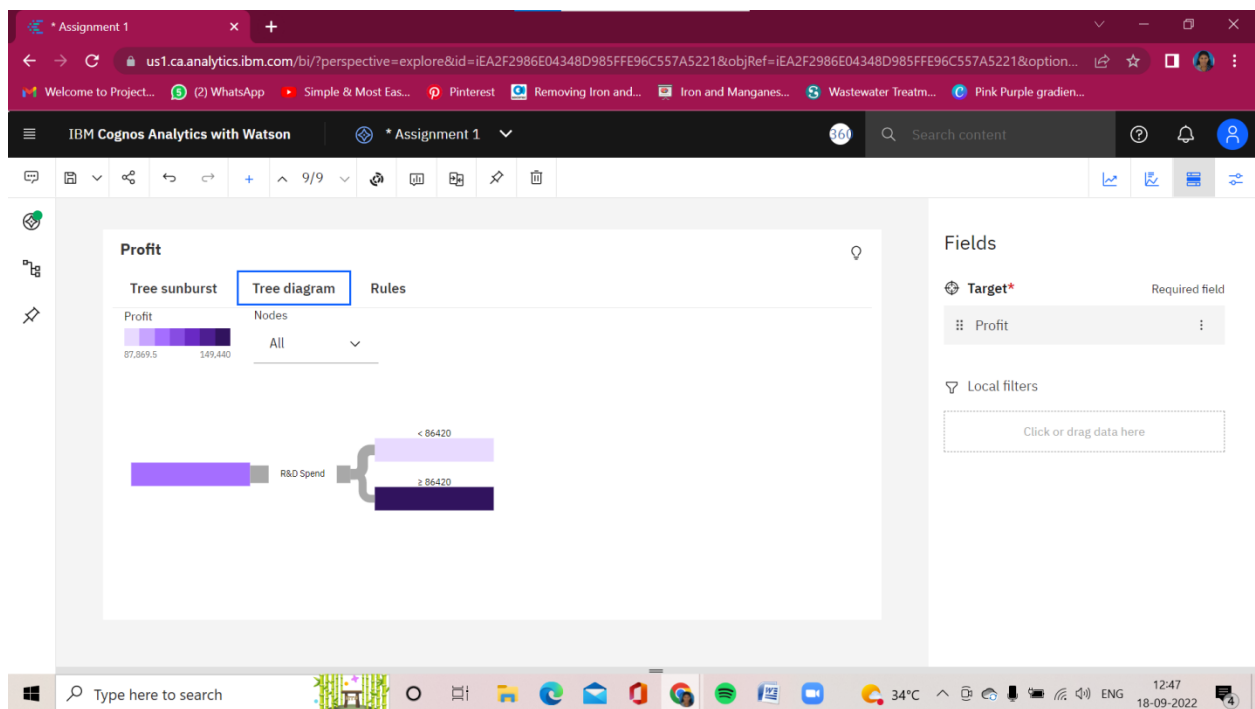 * Assignment 1
us1.ca.analytics.ibm.com/bi/?perspective=explore&id=iEA2F2986E04348D985FFE96C557A5221&objRef=iEA2F2986E04348D985FFE96C557A5221&option...
Welcome to Project... (2) WhatsApp Simple & Most Eas... Pinterest Removing Iron and... Iron and Manganes... Wastewater Treatm... Pink Purple gradien...
IBM Cognos Analytics with Watson * Assignment 1 360 Search content
9/9
Profit
Tree sunburst Tree diagram Rules
Profit Nodes
All
87,869.5 149,440
< 86420
R&D Spend
≥ 86420
Fields
Target* Required field
Profit
Local filters
Click or drag data here
Type here to search 34°C ENG 12:47
18-09-2022 4